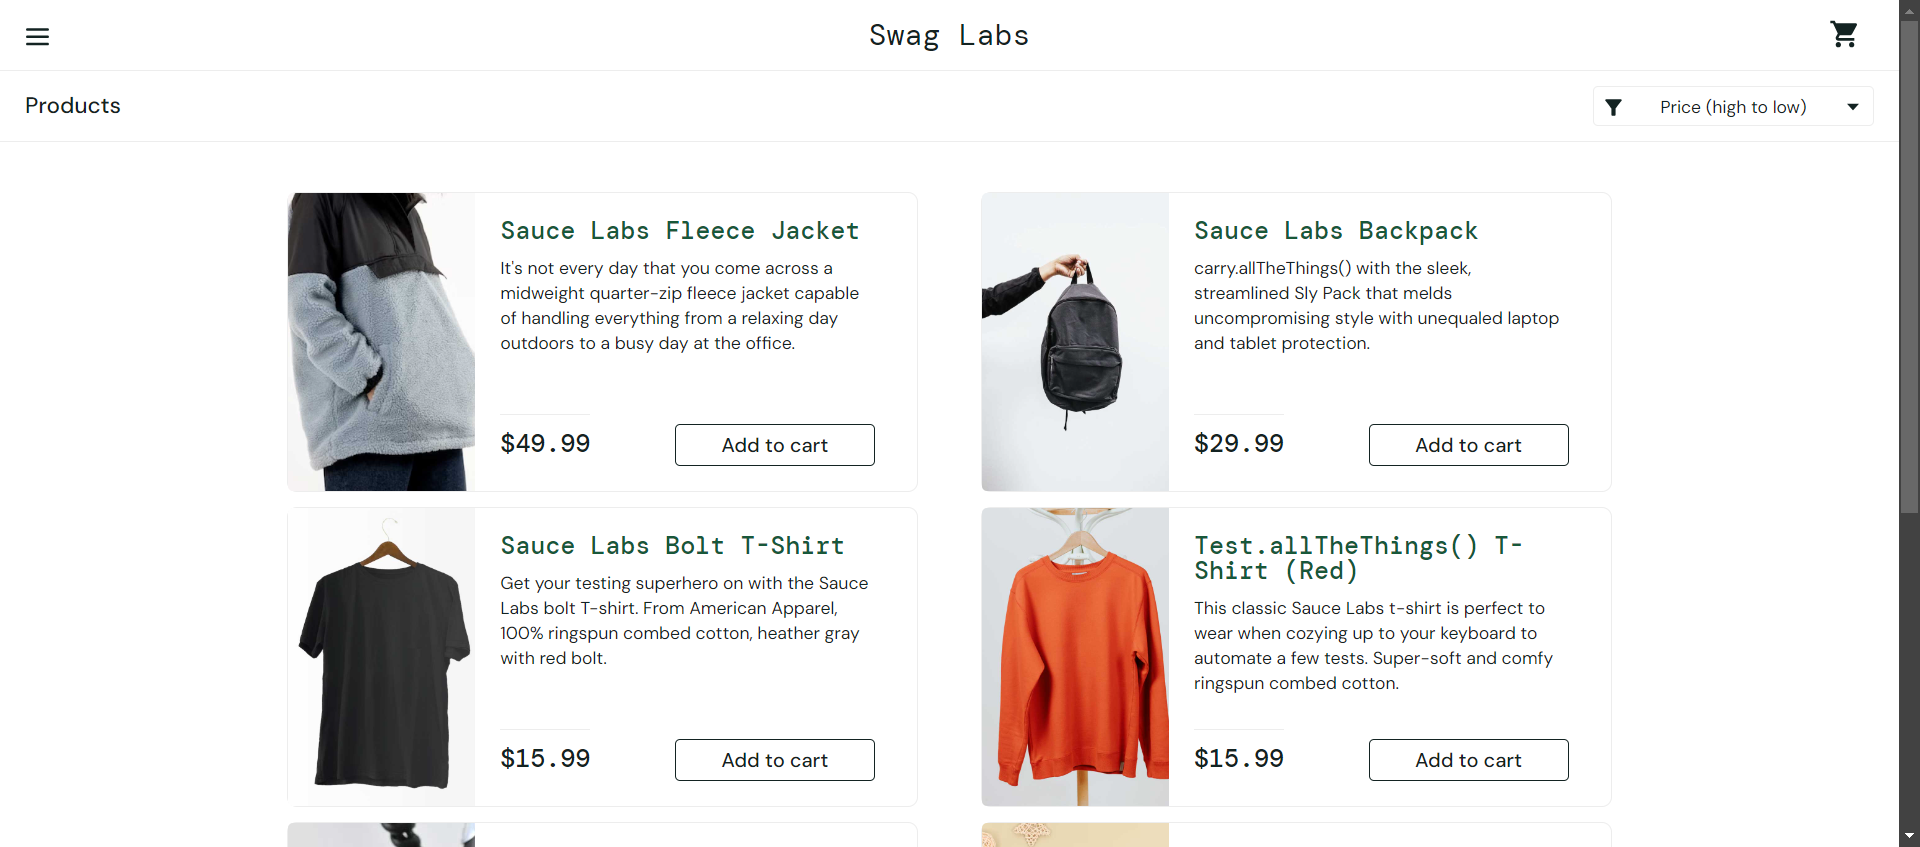 Swag Labs
Products
Price (high to low)
Sauce Labs Fleece Jacket
It's not every day that you come across a
midweight quarter-zip fleece jacket capable
of handling everything from a relaxing day
outdoors to a busy day at the office.
$49.99
Add to cart
Sauce Labs Backpack
carry.allTheThings() with the sleek,
streamlined Sly Pack that melds
uncompromising style with unequaled laptop
and tablet protection.
$29.99
Add to cart
Sauce Labs Bolt T-Shirt
Get your testing superhero on with the Sauce
Labs bolt T-shirt. From American Apparel,
100% ringspun combed cotton, heather gray
with red bolt.
$15.99
Add to cart
Test.allTheThings() T-
Shirt (Red)
This classic Sauce Labs t-shirt is perfect to
wear when cozying up to your keyboard to
automate a few tests. Super-soft and comfy
ringspun combed cotton.
$15.99
Add to cart